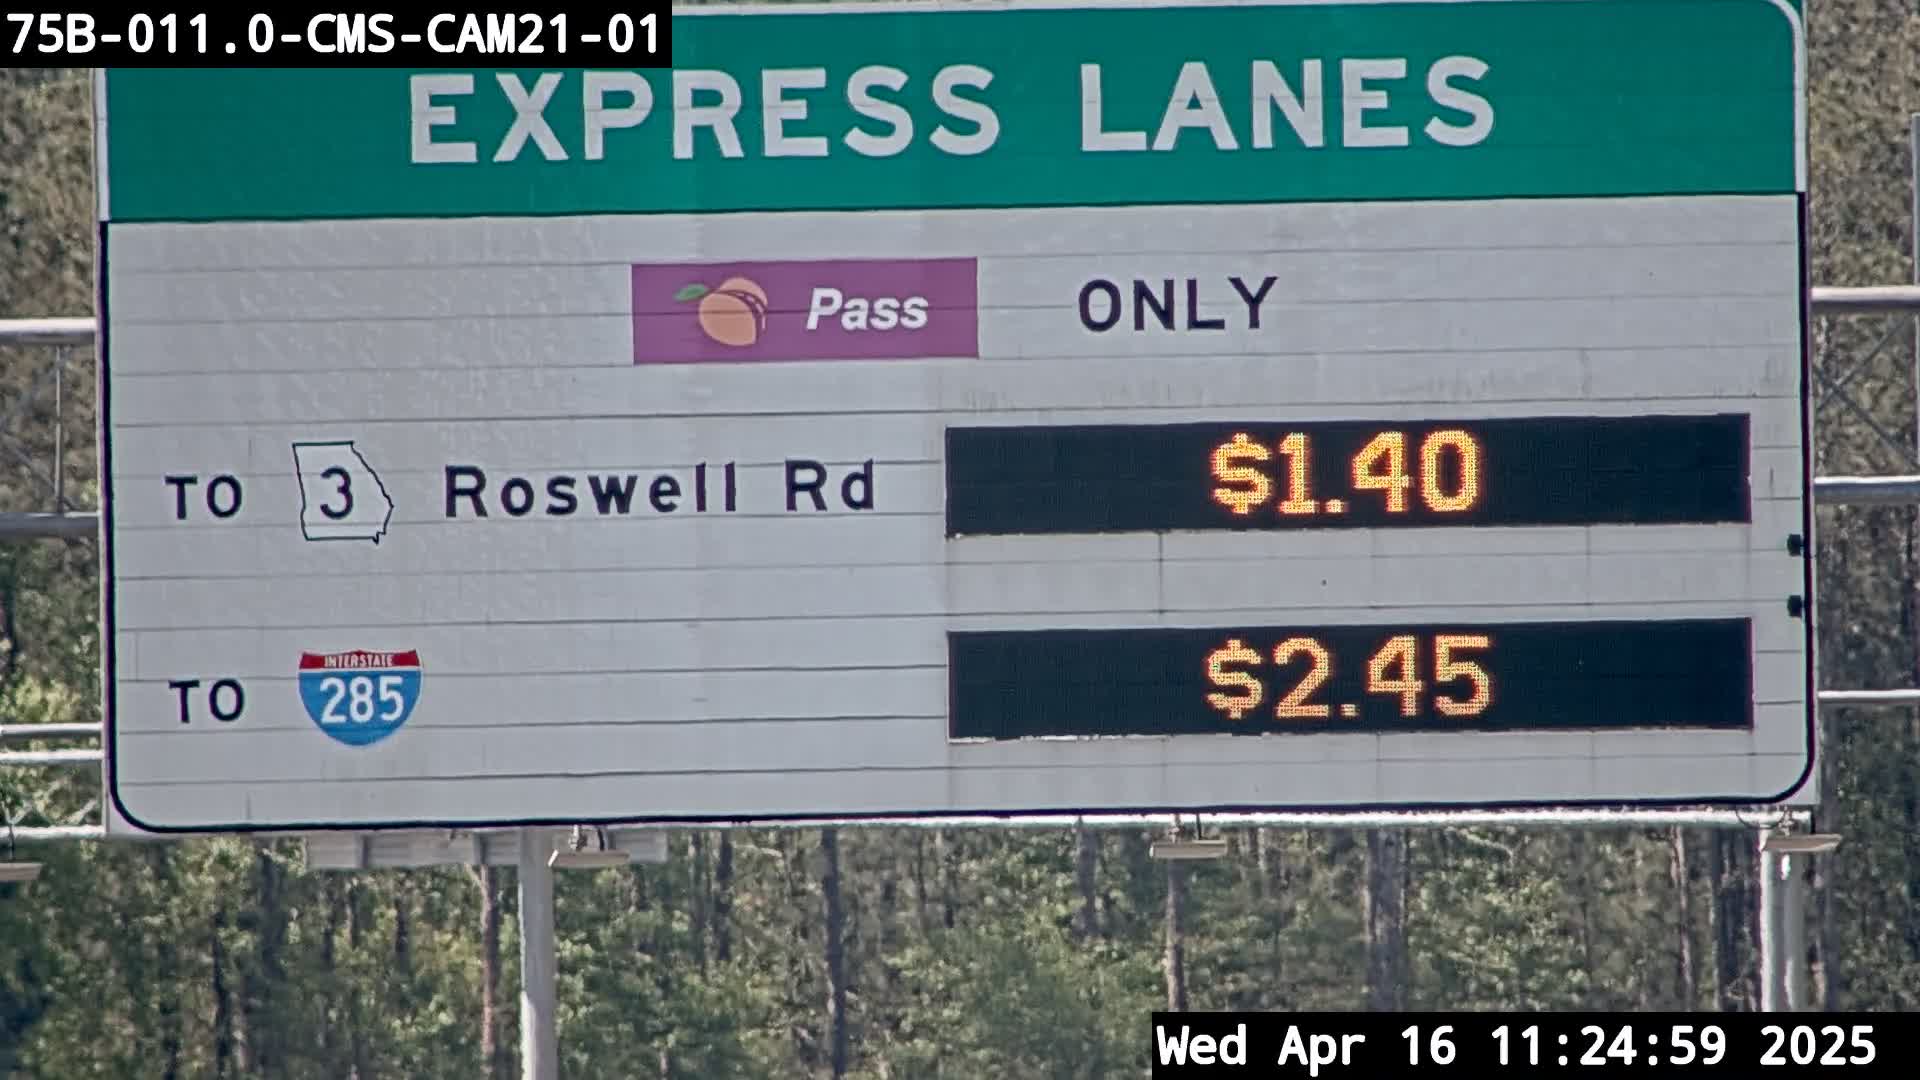 75B-011.0-CMS-CAM21-01
EXPRESS LANES
Pass ONLY
TO 3 Roswell Rd $1.40
INTERSTATE
TO 285 $2.45
Wed Apr 16 11:24:59 2025